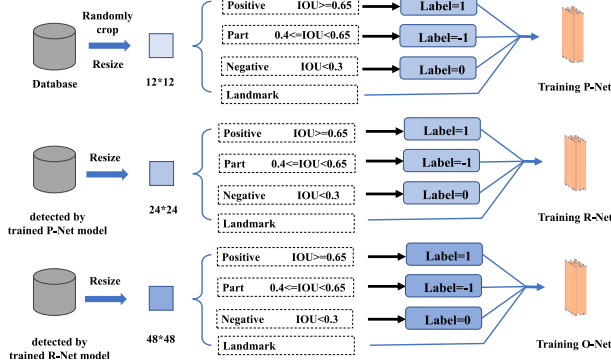 Randomly
crop
Resize
Database
12*12
Positive IOU>=0.65
Part 0.4<=IOU<0.65
Negative IOU<0.3
Landmark
Label=1
Label=-1
Label=0
Training P-Net
Resize
detected by
trained P-Net model
24*24
Positive IOU>=0.65
Part 0.4<=IOU<0.65
Negative IOU<0.3
Landmark
Label=1
Label=-1
Label=0
Training R-Net
Resize
detected by
trained R-Net model
48*48
Positive IOU>=0.65
Part 0.4<=IOU<0.65
Negative IOU<0.3
Landmark
Label=1
Label=-1
Label=0
Training O-Net